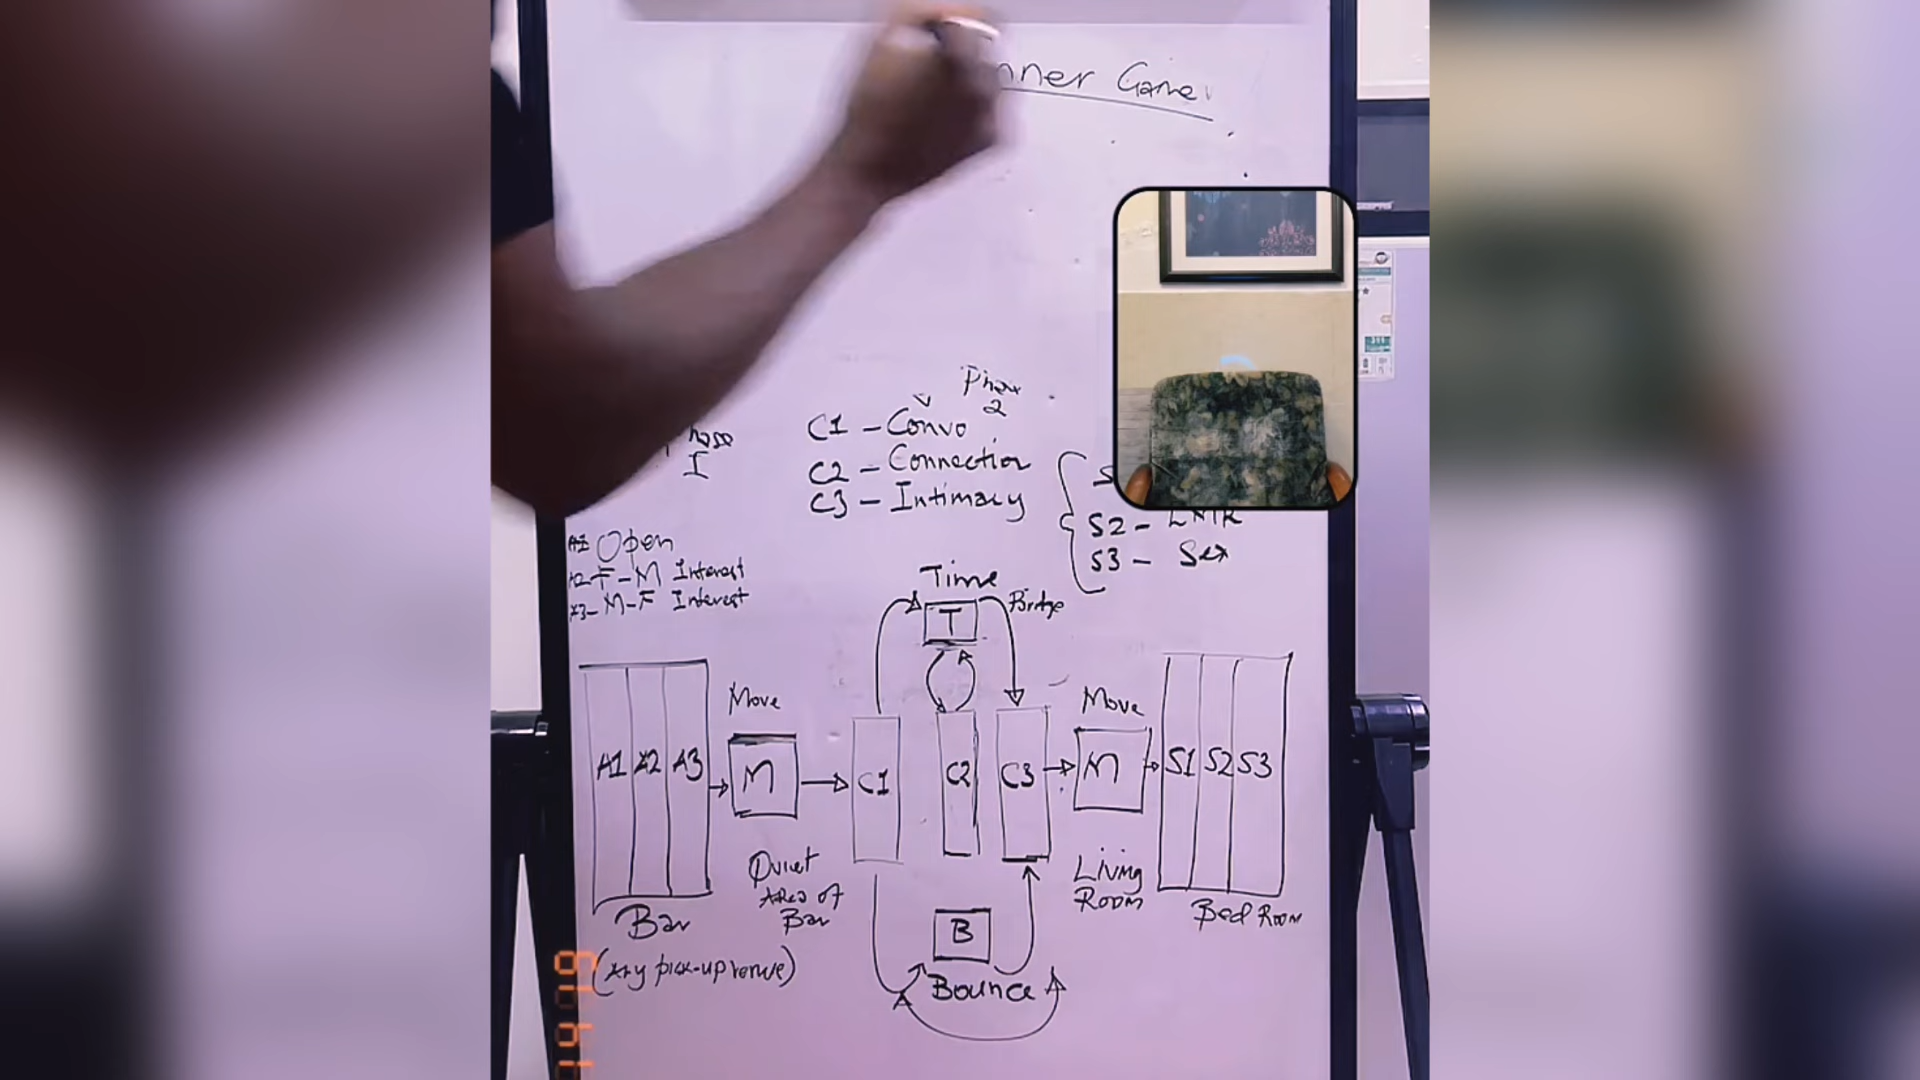 nner Game
Phase
2
C1 - Convo
C2 - Connection
C3 - Intimacy
I
S2 - LMR
S3 - Sex
A1 Open
A2 F-M Interest
A3- M-F Interest
Time
T
Bridge
Move
Move
A1 A2 A3
M
C1
C2
C3
M
S1 S2 S3
Quiet
Area of
Bar
Living
Room
Bar
Bed Room
B
(Any pick-up venue)
Bounce